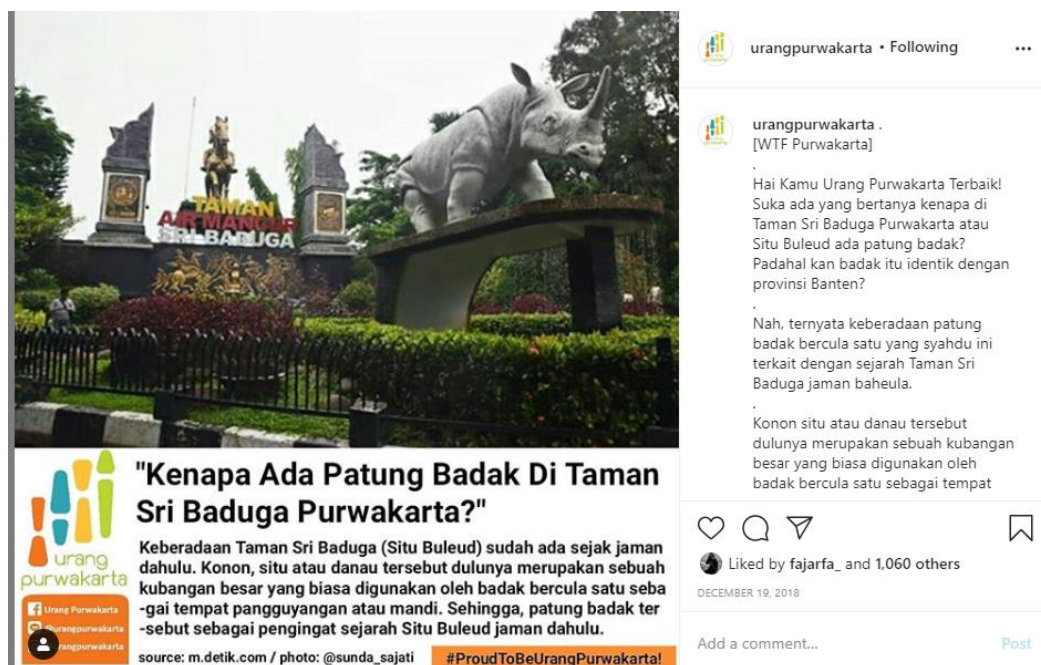 TAMAN
AIR MANCUR
SRI BADUGA
"Kenapa Ada Patung Badak Di Taman
Sri Baduga Purwakarta?"
Keberadaan Taman Sri Baduga (Situ Buleud) sudah ada sejak jaman
dahulu. Konon, situ atau danau tersebut dulunya merupakan sebuah
kubangan besar yang biasa digunakan oleh badak bercula satu seba
-gai tempat pangguyangan atau mandi. Sehingga, patung badak ter
-sebut sebagai pengingat sejarah Situ Buleud jaman dahulu.
source: m.detik.com / photo: @sunda_sajati
#ProudToBeUrangPurwakarta!
urang
purwakarta
Urang Purwakarta
@urangpurwakarta
urangpurwakarta • Following
urangpurwakarta .
[WTF Purwakarta]
.
Hai Kamu Urang Purwakarta Terbaik!
Suka ada yang bertanya kenapa di
Taman Sri Baduga Purwakarta atau
Situ Buleud ada patung badak?
Padahal kan badak itu identik dengan
provinsi Banten?
.
Nah, ternyata keberadaan patung
badak bercula satu yang syahdu ini
terkait dengan sejarah Taman Sri
Baduga jaman baheula.
.
Konon situ atau danau tersebut
dulunya merupakan sebuah kubangan
besar yang biasa digunakan oleh
badak bercula satu sebagai tempat
Liked by fajarfa_ and 1,060 others
DECEMBER 19, 2018
Add a comment...
Post